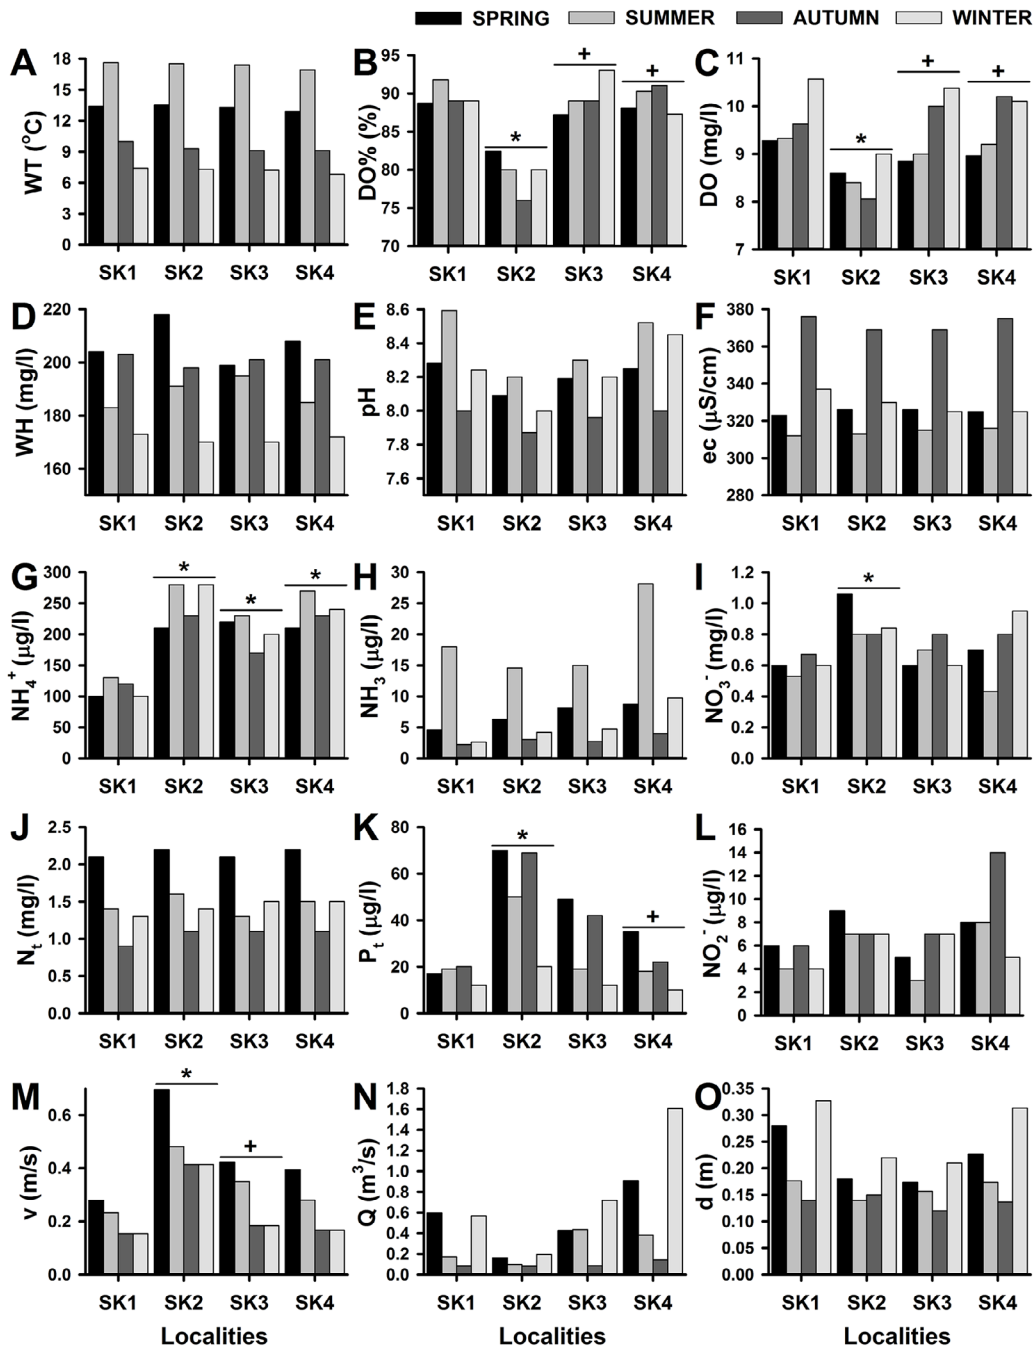 SPRING SUMMER AUTUMN WINTER
A B C
WT (°C)
18
15
12
9
6
3
0
SK1 SK2 SK3 SK4
DO% (%)
95
90
85
80
75
70
* + +
SK1 SK2 SK3 SK4
DO (mg/l)
11
10
9
8
7
* + +
SK1 SK2 SK3 SK4
D E F
WH (mg/l)
220
200
180
160
SK1 SK2 SK3 SK4
pH
8.6
8.4
8.2
8.0
7.8
7.6
SK1 SK2 SK3 SK4
ec (µS/cm)
400
380
360
340
320
300
280
SK1 SK2 SK3 SK4
G H I
NH₄⁺ (µg/l)
300
250
200
150
100
50
0
* * *
SK1 SK2 SK3 SK4
NH₃ (µg/l)
30
25
20
15
10
5
0
SK1 SK2 SK3 SK4
NO₃⁻ (mg/l)
1.2
1.0
0.8
0.6
0.4
0.2
0.0
*
SK1 SK2 SK3 SK4
J K L
Nₜ (mg/l)
2.5
2.0
1.5
1.0
0.5
0.0
SK1 SK2 SK3 SK4
Pₜ (µg/l)
80
60
40
20
0
* +
SK1 SK2 SK3 SK4
NO₂⁻ (µg/l)
16
14
12
10
8
6
4
2
0
SK1 SK2 SK3 SK4
M N O
v (m/s)
0.6
0.4
0.2
0.0
* +
SK1 SK2 SK3 SK4
Localities
Q (m³/s)
1.8
1.6
1.4
1.2
1.0
0.8
0.6
0.4
0.2
0.0
SK1 SK2 SK3 SK4
Localities
d (m)
0.35
0.30
0.25
0.20
0.15
0.10
0.05
0.00
SK1 SK2 SK3 SK4
Localities